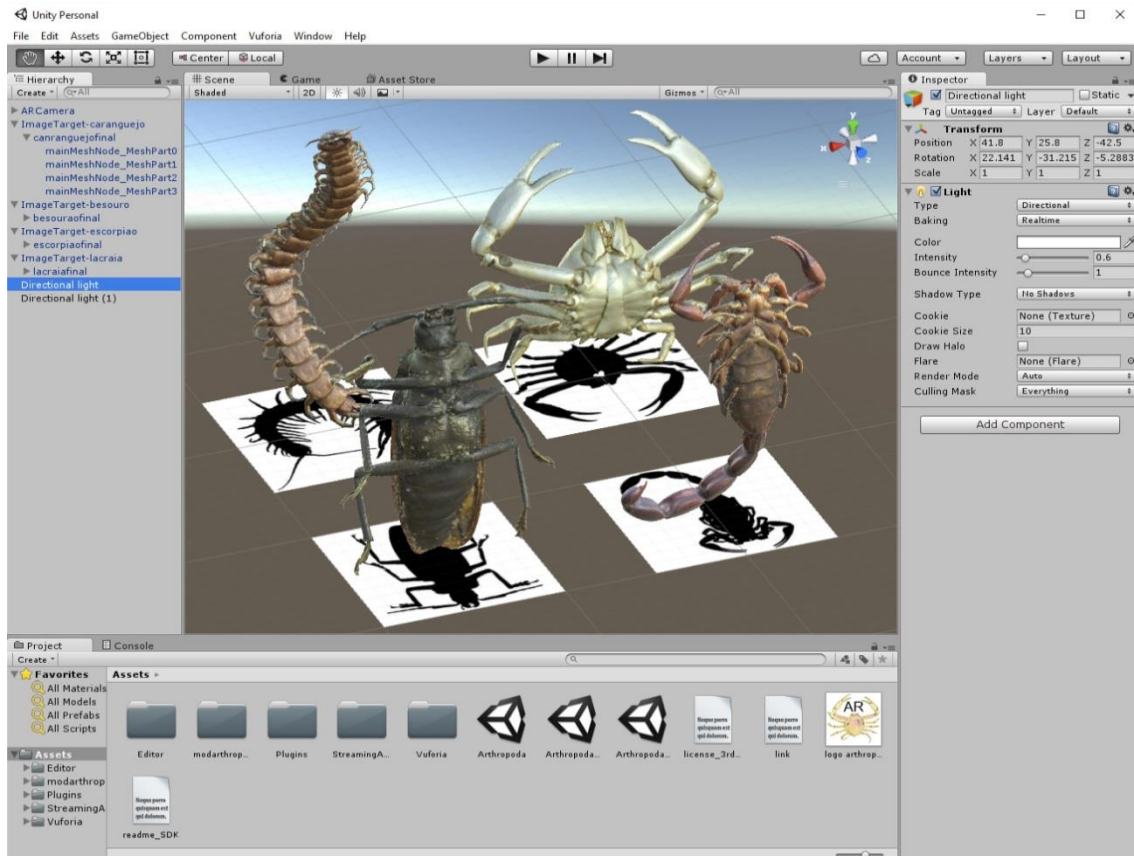 Unity Personal
File Edit Assets GameObject Component Vuforia Window Help
Center Local Account Layers Layout
Hierarchy
Create All
ARCamera
ImageTarget-caranguejo
canranguejofinal
mainMeshNode_MeshPart0
mainMeshNode_MeshPart1
mainMeshNode_MeshPart2
mainMeshNode_MeshPart3
ImageTarget-besouro
besouraofinal
ImageTarget-escorpiao
escorpiaofinal
ImageTarget-lacraia
lacraiafinal
Directional light
Directional light (1)
Scene Game Asset Store
Shaded 2D Gizmos All
y
x
z
Inspector
Directional light Static
Tag Untagged Layer Default
Transform
Position X 41.8 Y 25.8 Z -42.5
Rotation X 22.141 Y -31.215 Z -5.2883
Scale X 1 Y 1 Z 1
Light
Type Directional
Baking Realtime
Color
Intensity 0.6
Bounce Intensity 1
Shadow Type No Shadows
Cookie None (Texture)
Cookie Size 10
Draw Halo
Flare None (Flare)
Render Mode Auto
Culling Mask Everything
Add Component
Project Console
Create
Favorites
All Materials
All Models
All Prefabs
All Scripts
Assets
Editor
modarthrop
Plugins
StreamingA
Vuforia
Assets
AR
Editor modarthrop... Plugins StreamingA... Vuforia Arthropoda Arthropoda... Arthropoda... license_3rd... link logo arthrop...
readme_SDK